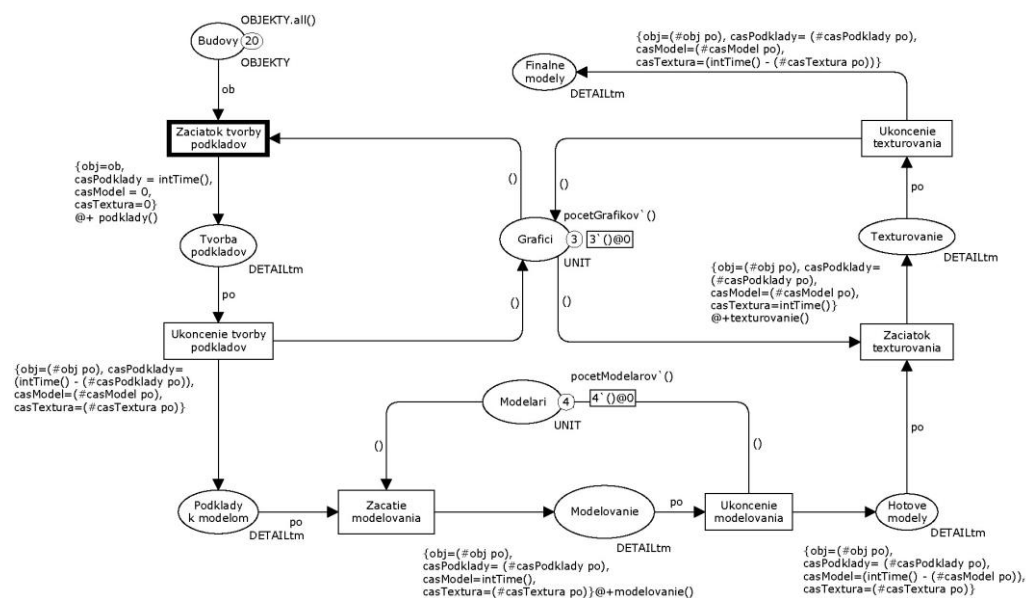 OBJEKTY.all()
Budovy
20
OBJEKTY
ob
Zaciatok tvorby
podkladov
{obj=ob,
casPodklady = intTime(),
casModel = 0,
casTextura=0}
@+ podklady()
Tvorba
podkladov
DETAILtm
po
Ukoncenie tvorby
podkladov
{obj=(#obj po), casPodklady=
(intTime() - (#casPodklady po)),
casModel=(#casModel po),
casTextura=(#casTextura po)}
Podklady
k modelom
DETAILtm
po
Zacatie
modelovania
()
Modelari
4
pocetModelarov`()
4`()@0
UNIT
()
Modelovanie
DETAILtm
{obj=(#obj po),
casPodklady= (#casPodklady po),
casModel=intTime(),
casTextura=(#casTextura po)}@+modelovanie()
po
Ukoncenie
modelovania
Hotove
modely
DETAILtm
{obj=(#obj po),
casPodklady= (#casPodklady po),
casModel=(intTime() - (#casModel po)),
casTextura=(#casTextura po)}
po
Zaciatok
texturovania
{obj=(#obj po), casPodklady=
(#casPodklady po),
casModel=(#casModel po),
casTextura=intTime()}
@+texturovanie()
Texturovanie
DETAILtm
po
Ukoncenie
texturovania
{obj=(#obj po), casPodklady= (#casPodklady po),
casModel=(#casModel po),
casTextura=(intTime() - (#casTextura po))}
Finalne
modely
DETAILtm
()
()
pocetGrafikov`()
Grafici
3
3`()@0
UNIT
()
()